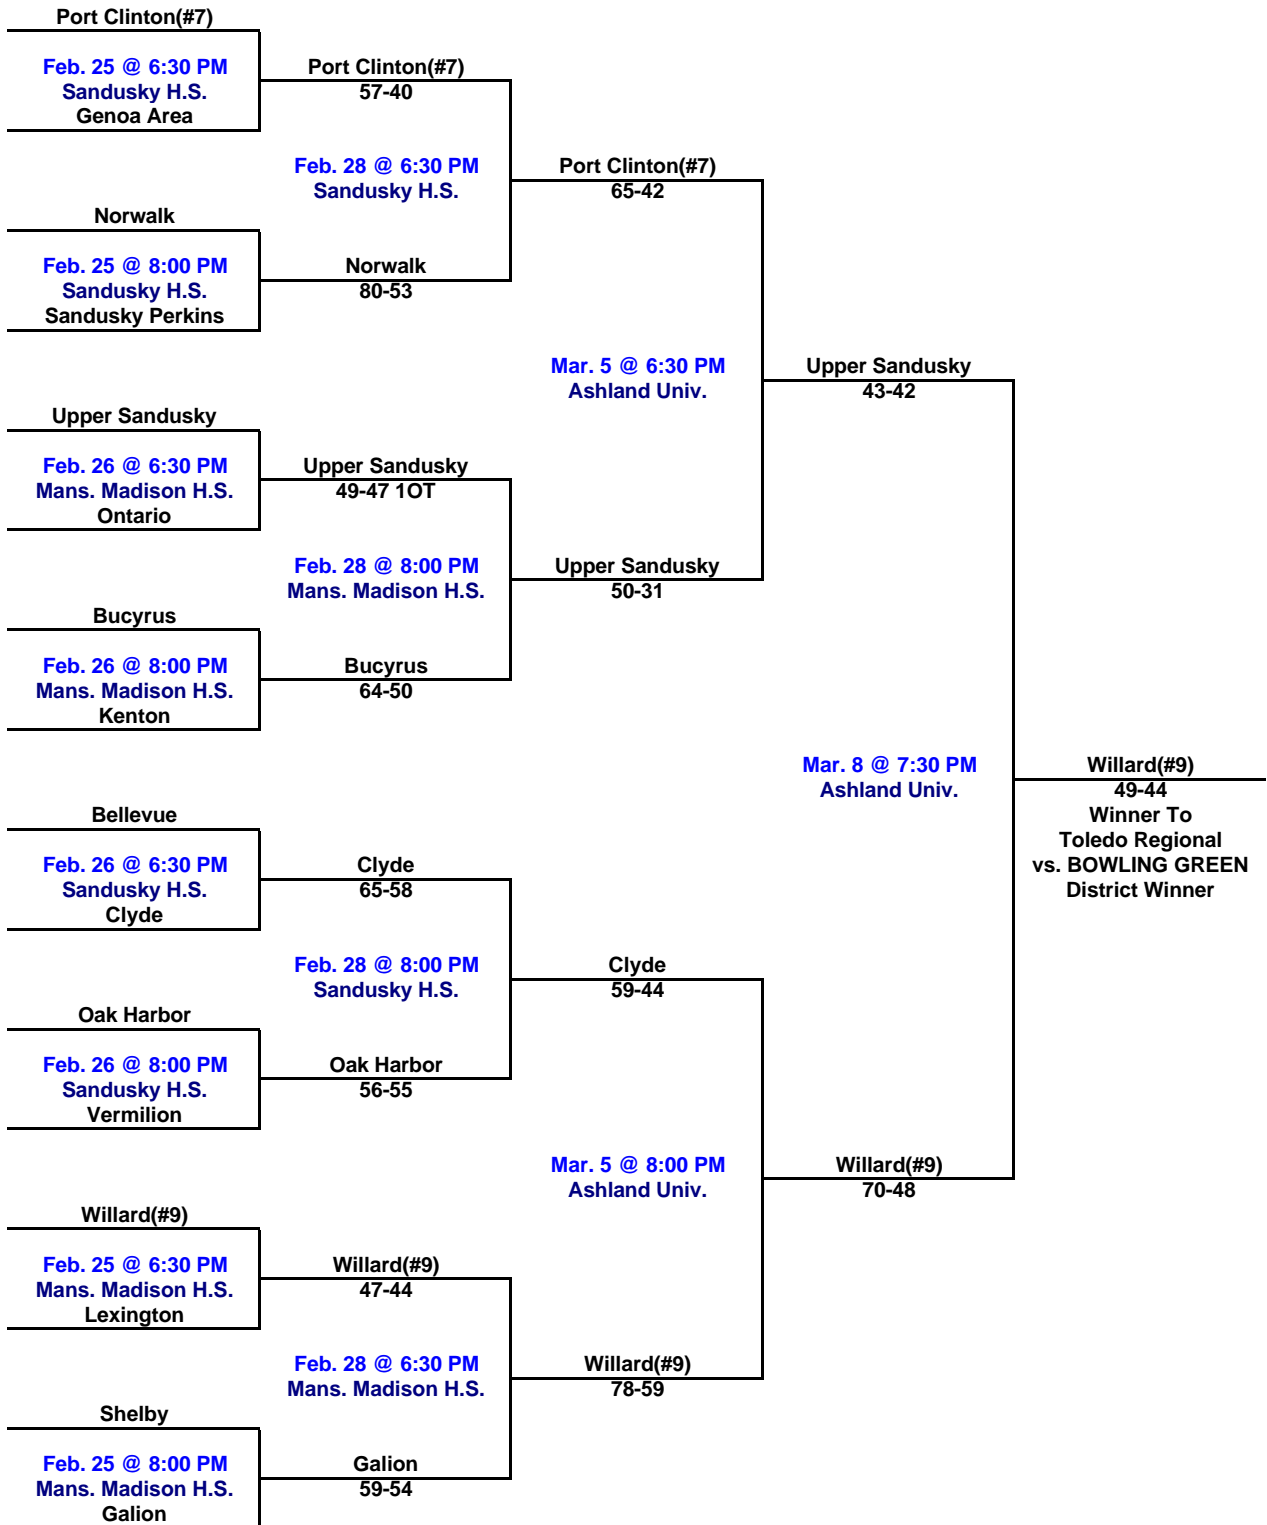 Port Clinton(#7)
Feb. 25 @ 6:30 PM
Sandusky H.S.
Genoa Area
Port Clinton(#7)
57-40
Feb. 28 @ 6:30 PM
Sandusky H.S.
Port Clinton(#7)
65-42
Norwalk
Feb. 25 @ 8:00 PM
Sandusky H.S.
Sandusky Perkins
Norwalk
80-53
Mar. 5 @ 6:30 PM
Ashland Univ.
Upper Sandusky
43-42
Upper Sandusky
Feb. 26 @ 6:30 PM
Mans. Madison H.S.
Ontario
Upper Sandusky
49-47 1OT
Feb. 28 @ 8:00 PM
Mans. Madison H.S.
Upper Sandusky
50-31
Bucyrus
Feb. 26 @ 8:00 PM
Mans. Madison H.S.
Kenton
Bucyrus
64-50
Mar. 8 @ 7:30 PM
Ashland Univ.
Willard(#9)
49-44
Winner To
Toledo Regional
vs. BOWLING GREEN
District Winner
Bellevue
Feb. 26 @ 6:30 PM
Sandusky H.S.
Clyde
Clyde
65-58
Feb. 28 @ 8:00 PM
Sandusky H.S.
Clyde
59-44
Oak Harbor
Feb. 26 @ 8:00 PM
Sandusky H.S.
Vermilion
Oak Harbor
56-55
Mar. 5 @ 8:00 PM
Ashland Univ.
Willard(#9)
70-48
Willard(#9)
Feb. 25 @ 6:30 PM
Mans. Madison H.S.
Lexington
Willard(#9)
47-44
Feb. 28 @ 6:30 PM
Mans. Madison H.S.
Willard(#9)
78-59
Shelby
Feb. 25 @ 8:00 PM
Mans. Madison H.S.
Galion
Galion
59-54